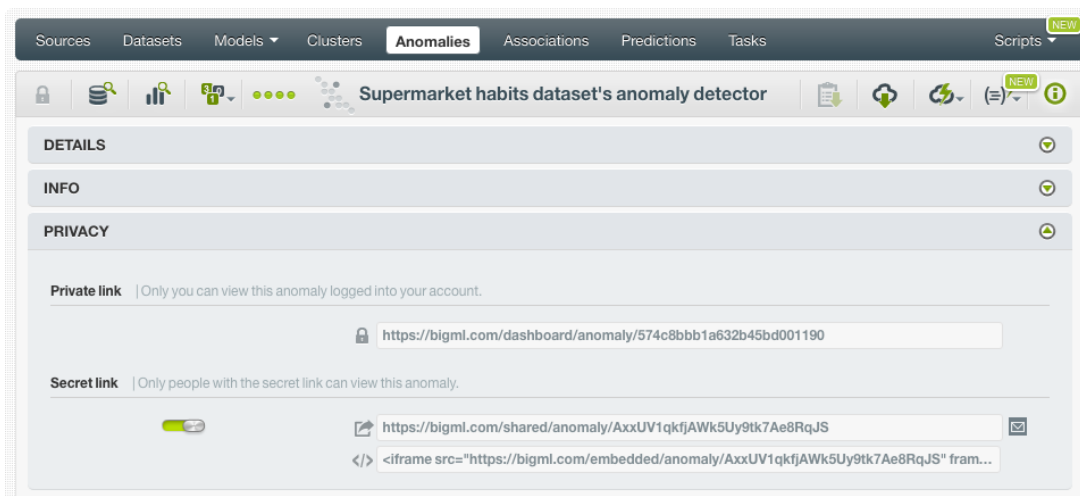 NEW
Sources Datasets Models Clusters Anomalies Associations Predictions Tasks Scripts
NEW
Supermarket habits dataset's anomaly detector
DETAILS
INFO
PRIVACY
Private link | Only you can view this anomaly logged into your account.
https://bigml.com/dashboard/anomaly/574c8bbb1a632b45bd001190
Secret link | Only people with the secret link can view this anomaly.
https://bigml.com/shared/anomaly/AxxUV1qkfjAWk5Uy9tk7Ae8RqJS
</> <iframe src="https://bigml.com/embedded/anomaly/AxxUV1qkfjAWk5Uy9tk7Ae8RqJS" fram...